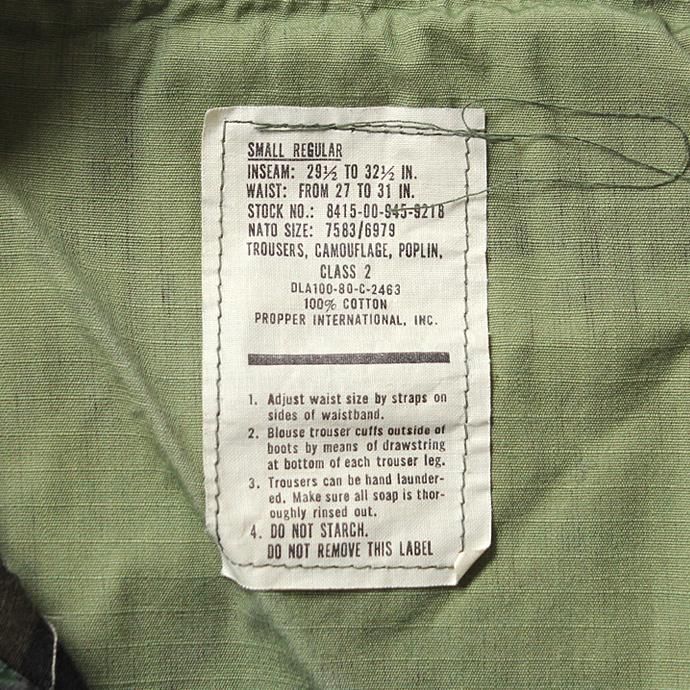 SMALL REGULAR
INSEAM: 29½ TO 32½ IN.
WAIST: FROM 27 TO 31 IN.
STOCK NO.: 8415-00-945-9218
NATO SIZE: 7583/6979
TROUSERS, CAMOUFLAGE, POPLIN,
CLASS 2
DLA100-80-C-2463
100% COTTON
PROPPER INTERNATIONAL, INC.
1. Adjust waist size by straps on
sides of waistband.
2. Blouse trouser cuffs outside of
boots by means of drawstring
at bottom of each trouser leg.
3. Trousers can be hand launder-
ed. Make sure all soap is thor-
oughly rinsed out.
4. DO NOT STARCH.
DO NOT REMOVE THIS LABEL